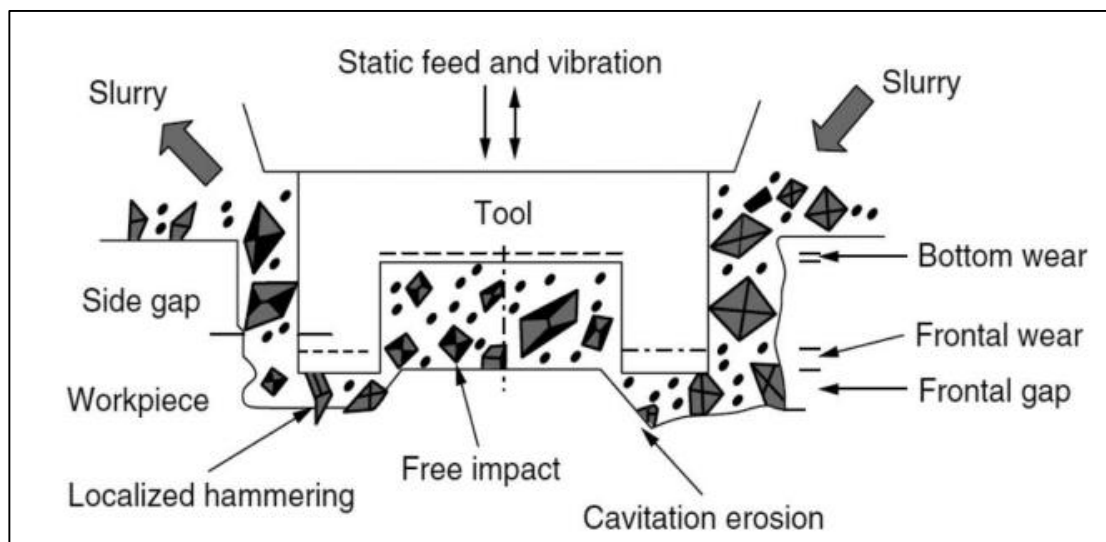 Static feed and vibration
Slurry
Slurry
Tool
Bottom wear
Side gap
Frontal wear
Workpiece
Frontal gap
Free impact
Localized hammering
Cavitation erosion